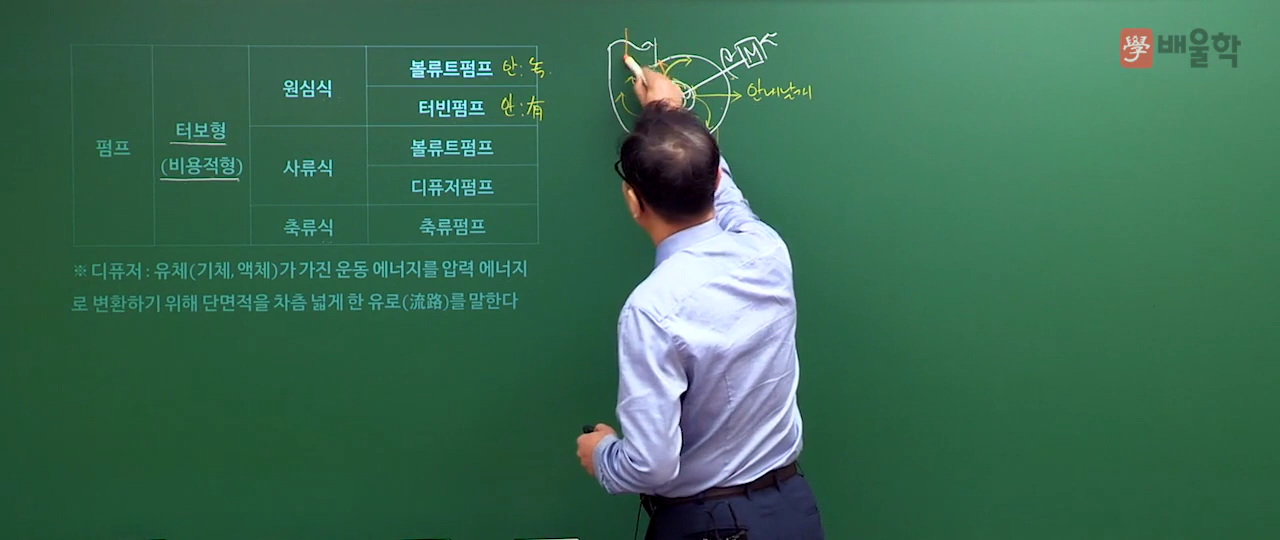 學 배울학
펌프
터보형
(비용적형)
원심식
볼류트펌프 안:
터빈펌프 안:有
사류식
볼류트펌프
디퓨저펌프
축류식
축류펌프
※ 디퓨저 : 유체(기체, 액체)가 가진 운동 에너지를 압력 에너지
로 변환하기 위해 단면적을 차츰 넓게 한 유로(流路)를 말한다
M
안내날개